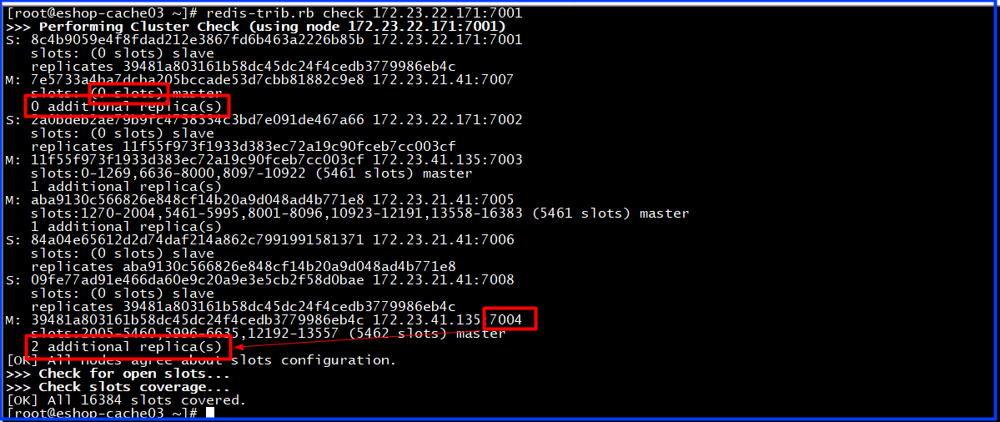 [root@eshop-cache03 ~]# redis-trib.rb check 172.23.22.171:7001
>>> Performing Cluster Check (using node 172.23.22.171:7001)
S: 8c4b9059e4f8fdad212e3867fd6b463a2226b85b 172.23.22.171:7001
slots: (0 slots) slave
replicates 39481a803161b58dc45dc24f4cedb3779986eb4c
M: 7e5733a4ba7dcba205bccade53d7cbb81882c9e8 172.23.21.41:7007
slots: (0 slots) master
0 additional replica(s)
S: 2a0bdeb2ae79b9fc4758334c3bd7e091de467a66 172.23.22.171:7002
slots: (0 slots) slave
replicates 11f55f973f1933d383ec72a19c90fceb7cc003cf
M: 11f55f973f1933d383ec72a19c90fceb7cc003cf 172.23.41.135:7003
slots:0-1269,6636-8000,8097-10922 (5461 slots) master
1 additional replica(s)
M: aba9130c566826e848cf14b20a9d048ad4b771e8 172.23.21.41:7005
slots:1270-2004,5461-5995,8001-8096,10923-12191,13558-16383 (5461 slots) master
1 additional replica(s)
S: 84a04e65612d2d74daf214a862c7991991581371 172.23.21.41:7006
slots: (0 slots) slave
replicates aba9130c566826e848cf14b20a9d048ad4b771e8
S: 09fe77ad91e466da60e9c20a9e3e5cb2f58d0bae 172.23.21.41:7008
slots: (0 slots) slave
replicates 39481a803161b58dc45dc24f4cedb3779986eb4c
M: 39481a803161b58dc45dc24f4cedb3779986eb4c 172.23.41.135:7004
slots:2005-5460,5996-6635,12192-13557 (5462 slots) master
2 additional replica(s)
[OK] All nodes agree about slots configuration.
>>> Check for open slots...
>>> Check slots coverage...
[OK] All 16384 slots covered.
[root@eshop-cache03 ~]#